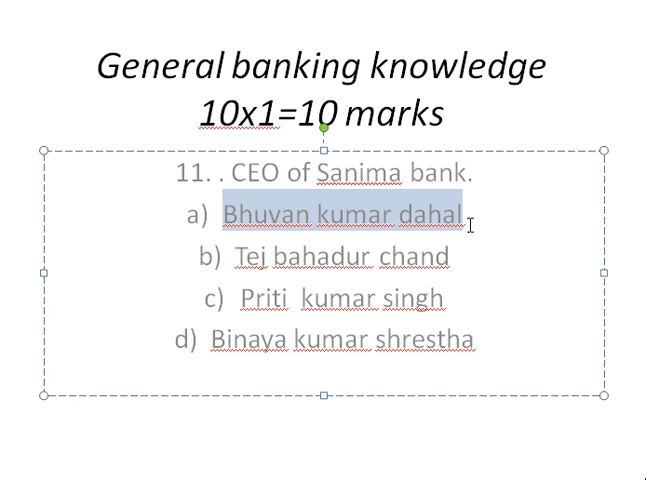 General banking knowledge
10x1=10 marks
11. . CEO of Sanima bank.
a) Bhuvan kumar dahal
b) Tej bahadur chand
c) Priti kumar singh
d) Binaya kumar shrestha